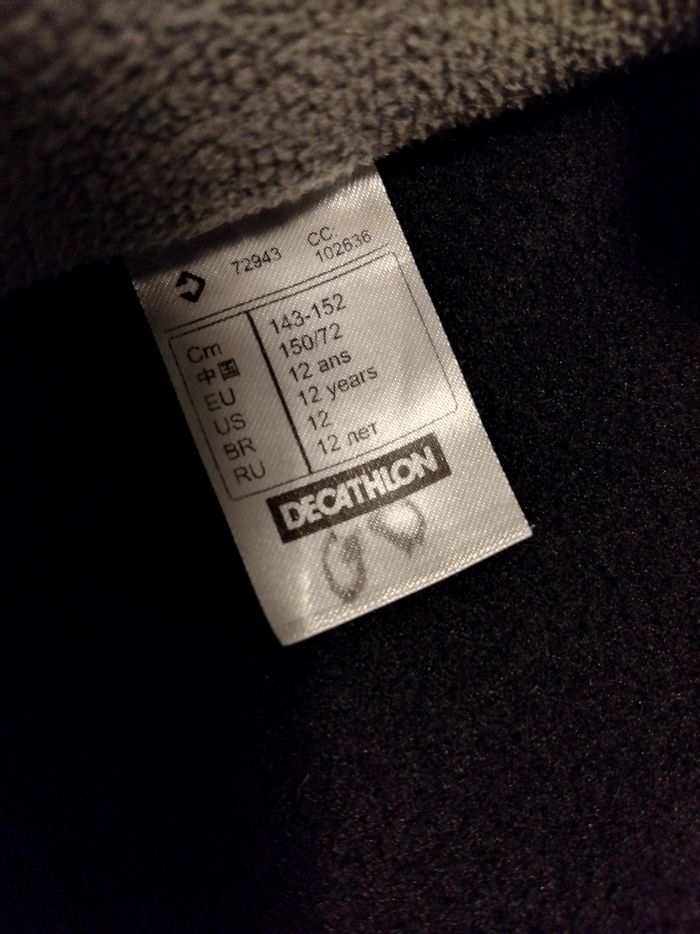 72943 CC: 102636
Cm 143-152
中国 150/72
EU 12 ans
US 12 years
BR 12
RU 12 лет
DECATHLON